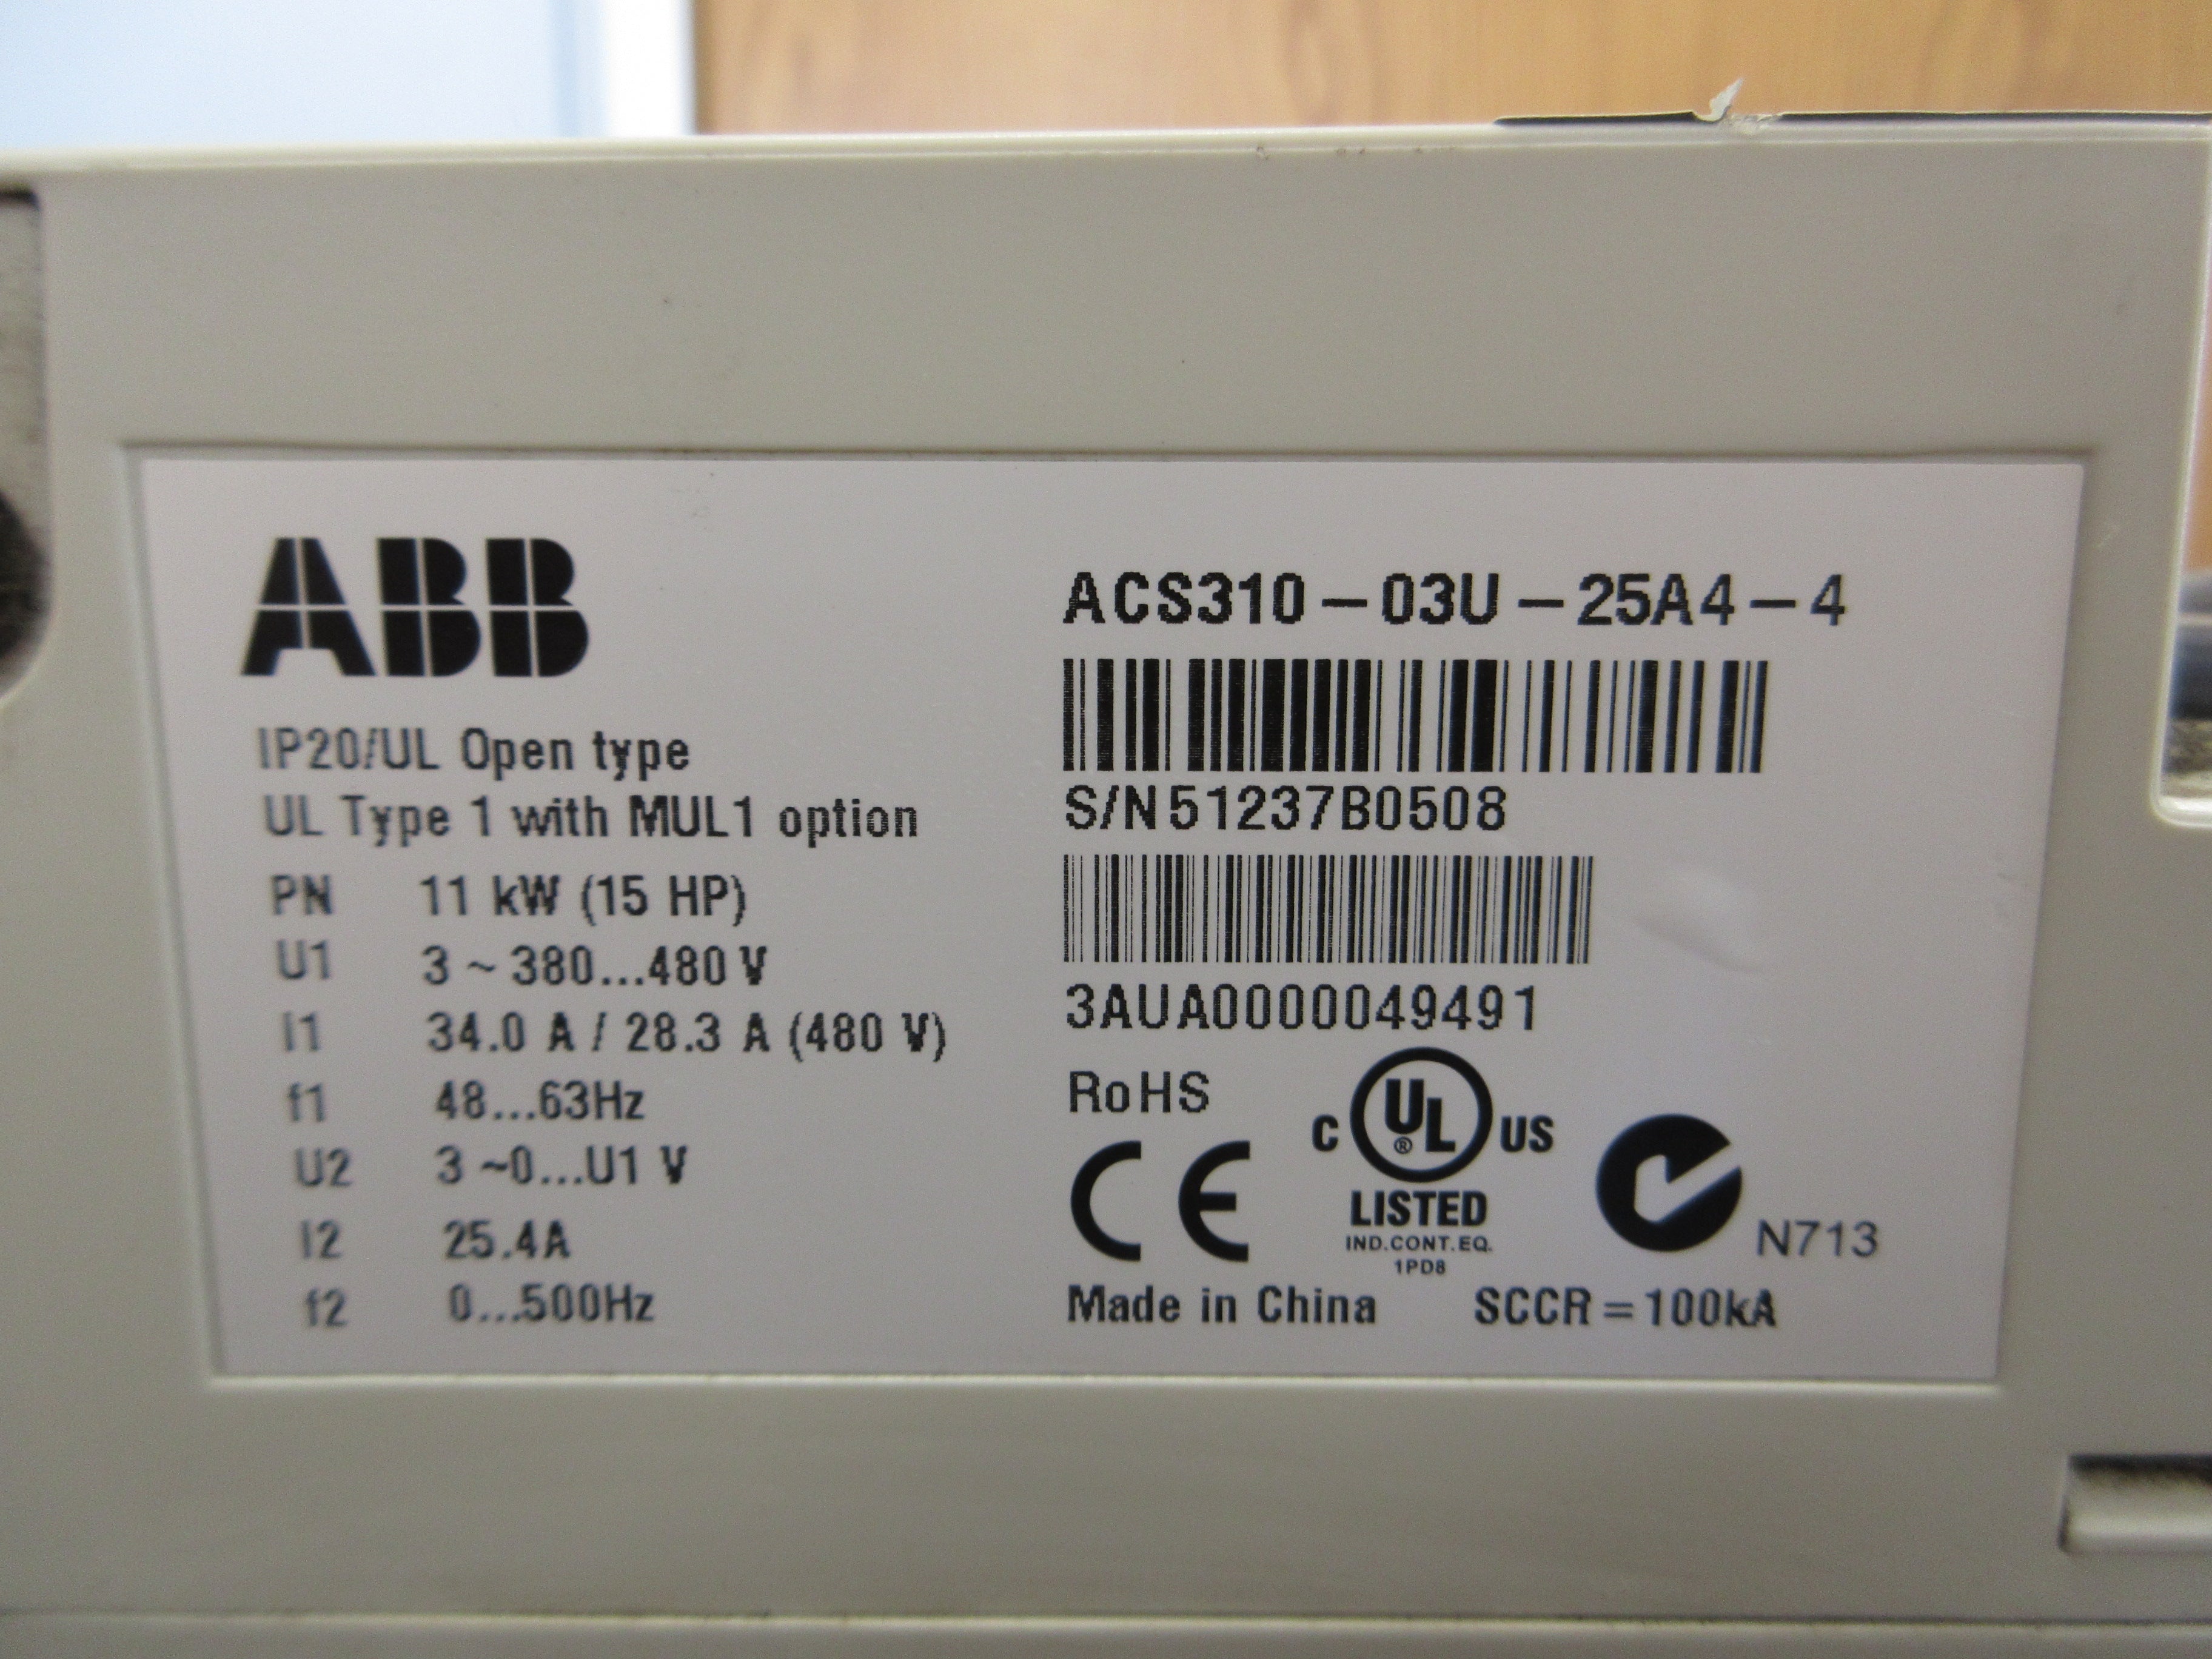 ABB
IP20/UL Open type
UL Type 1 with MUL1 option
PN 11 kW (15 HP)
U1 3 ~ 380...480 V
I1 34.0 A / 28.3 A (480 V)
f1 48...63Hz
U2 3 ~0...U1 V
I2 25.4A
f2 0...500Hz
ACS310-03U-25A4-4
S/N51237B0508
3AUA0000049491
RoHS
C UL ® US
LISTED
IND.CONT.EQ.
1PD8
CE
N713
Made in China SCCR = 100kA